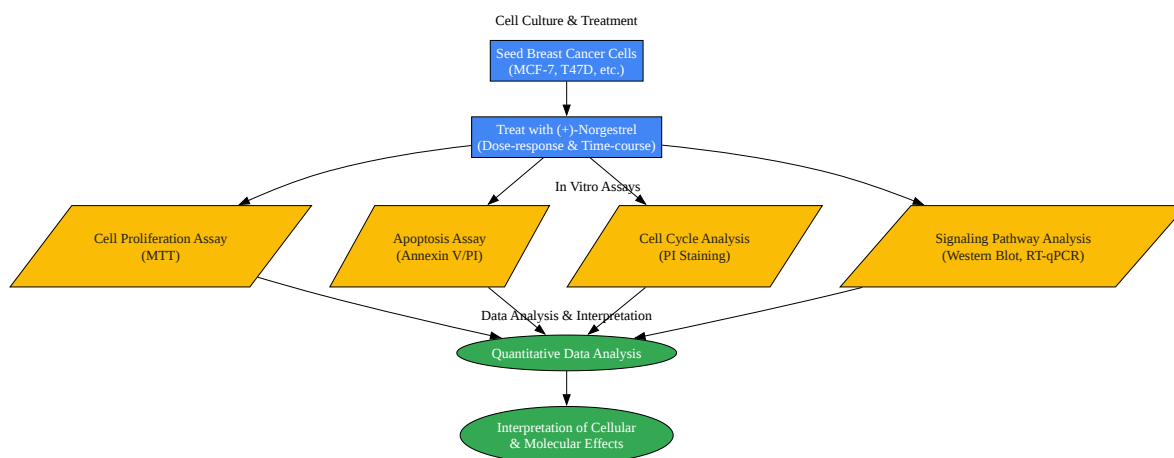 Cell Culture & Treatment
Seed Breast Cancer Cells
(MCF-7, T47D, etc.)
Treat with (+)-Norgestrel
(Dose-response & Time-course)
In Vitro Assays
Cell Proliferation Assay
(MTT)
Apoptosis Assay
(Annexin V/PI)
Cell Cycle Analysis
(PI Staining)
Signaling Pathway Analysis
(Western Blot, RT-qPCR)
Data Analysis & Interpretation
Quantitative Data Analysis
Interpretation of Cellular
& Molecular Effects